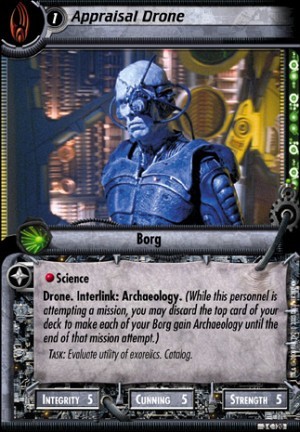 1 Appraisal Drone
Borg
Science
Drone. Interlink: Archaeology. (While this personnel is
attempting a mission, you may discard the top card of your
deck to make each of your Borg gain Archaeology until the
end of that mission attempt.)
TASK: Evaluate utility of exoreiics. Catalog.
INTEGRITY 5 CUNNING 5 STRENGTH 5